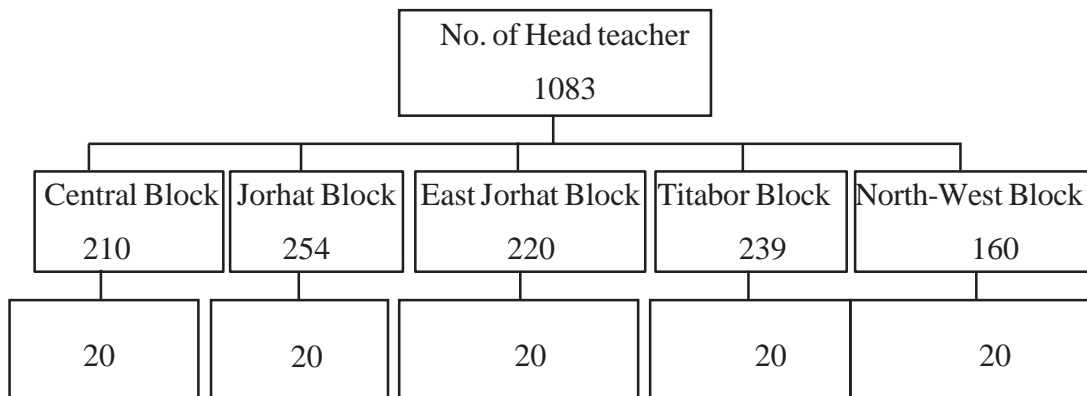 No. of Head teacher
1083
Central Block
210
Jorhat Block
254
East Jorhat Block
220
Titabor Block
239
North-West Block
160
20
20
20
20
20